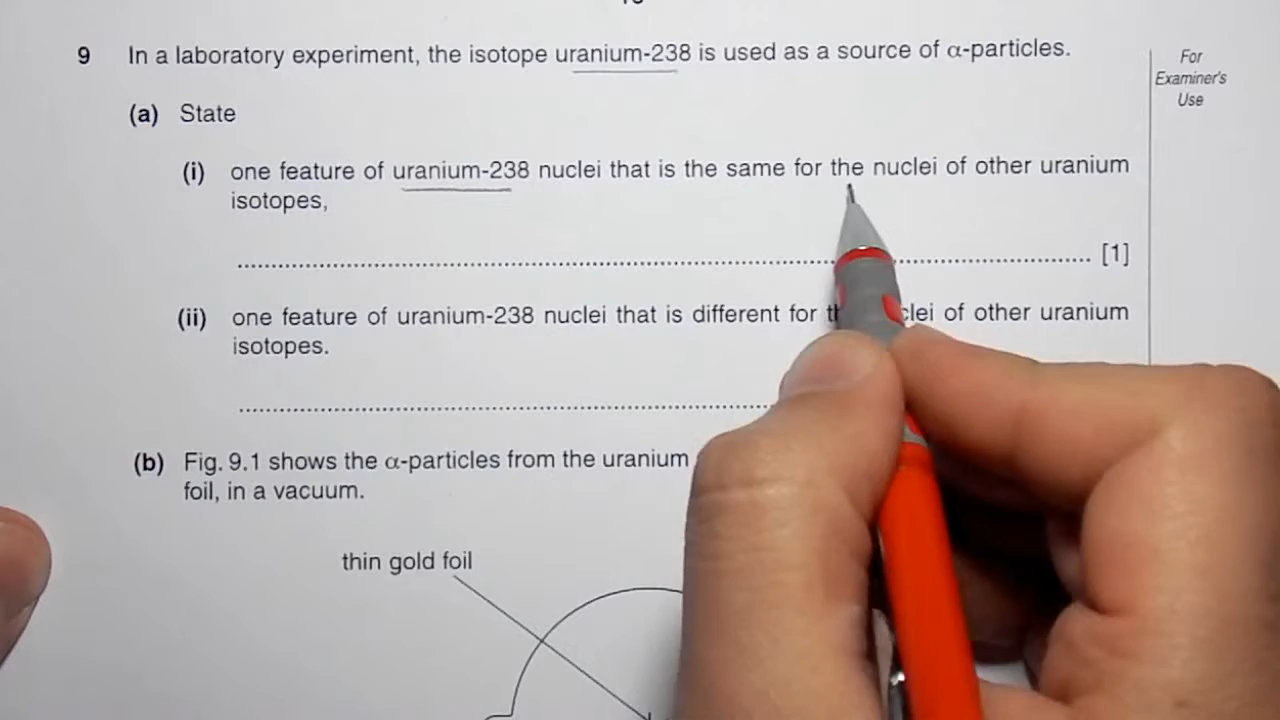 9 In a laboratory experiment, the isotope uranium-238 is used as a source of α-particles.
For
Examiner's
Use
(a) State
(i) one feature of uranium-238 nuclei that is the same for the nuclei of other uranium
isotopes,
[1]
(ii) one feature of uranium-238 nuclei that is different for of other uranium
isotopes.
(b) Fig. 9.1 shows the α-particles from the uranium
foil, in a vacuum.
thin gold foil